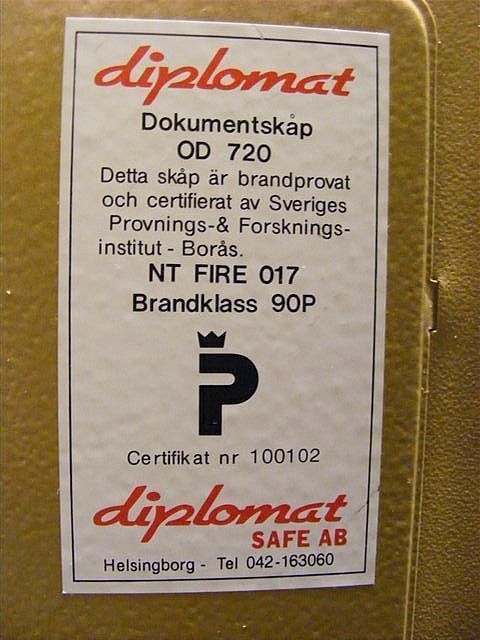 diplomat
Dokumentskåp
OD 720
Detta skåp är brandprovat
och certifierat av Sveriges
Provnings-& Forsknings-
institut - Borås.
NT FIRE 017
Brandklass 90P
P
Certifikat nr 100102
diplomat
SAFE AB
Helsingborg - Tel 042-163060